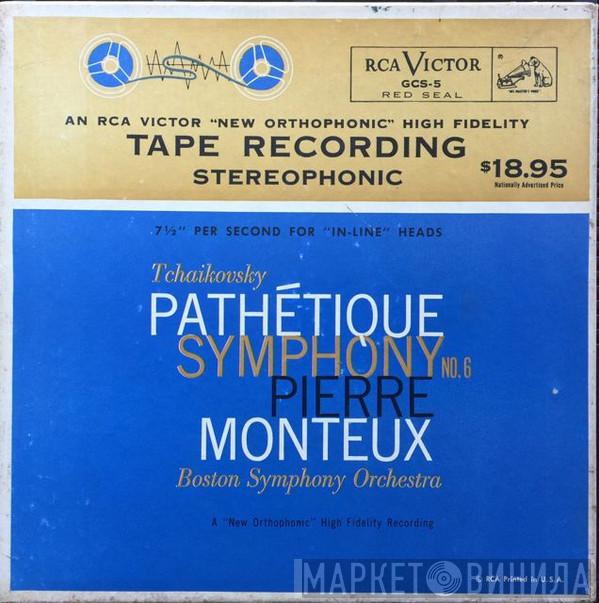 RCA VICTOR
GCS-5
RED SEAL
"HIS MASTER'S VOICE"
AN RCA VICTOR "NEW ORTHOPHONIC" HIGH FIDELITY
TAPE RECORDING
$18.95
STEREOPHONIC
Nationally Advertised Price
7½" PER SECOND FOR "IN-LINE" HEADS
Tchaikovsky
PATHÉTIQUE
SYMPHONY NO. 6
PIERRE
MONTEUX
Boston Symphony Orchestra
A "New Orthophonic" High Fidelity Recording
© RCA Printed in U.S.A.
МАРКЕТ ВИНИЛА